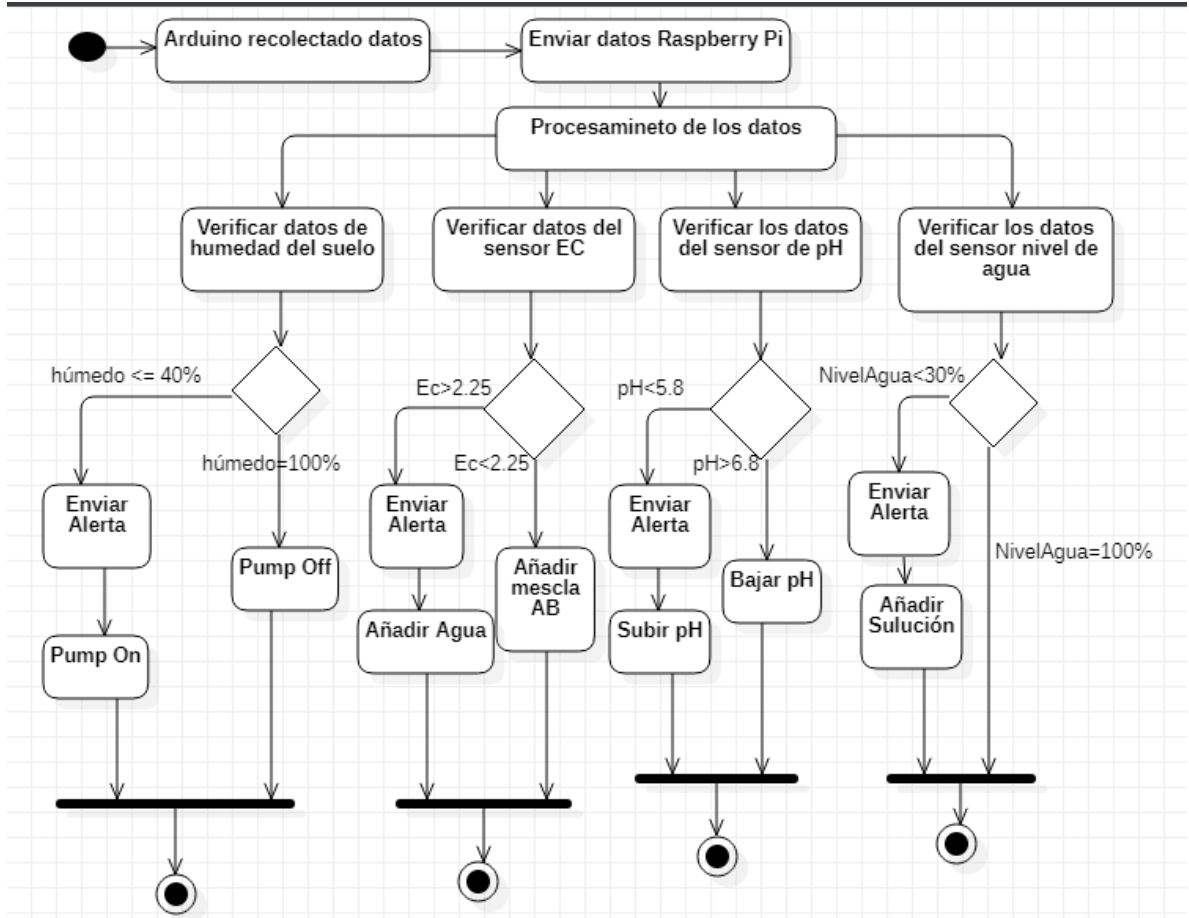 Arduino recolectado datos
Enviar datos Raspberry Pi
Procesamineto de los datos
Verificar datos de
humedad del suelo
Verificar datos del
sensor EC
Verificar los datos
del sensor de pH
Verificar los datos
del sensor nivel de
agua
húmedo <= 40%
húmedo=100%
Enviar
Alerta
Pump On
Pump Off
Ec>2.25
Ec<2.25
Enviar
Alerta
Añadir Agua
Añadir
mescla
AB
pH<5.8
pH>6.8
Enviar
Alerta
Subir pH
Bajar pH
NivelAgua<30%
NivelAgua=100%
Enviar
Alerta
Añadir
Sulución